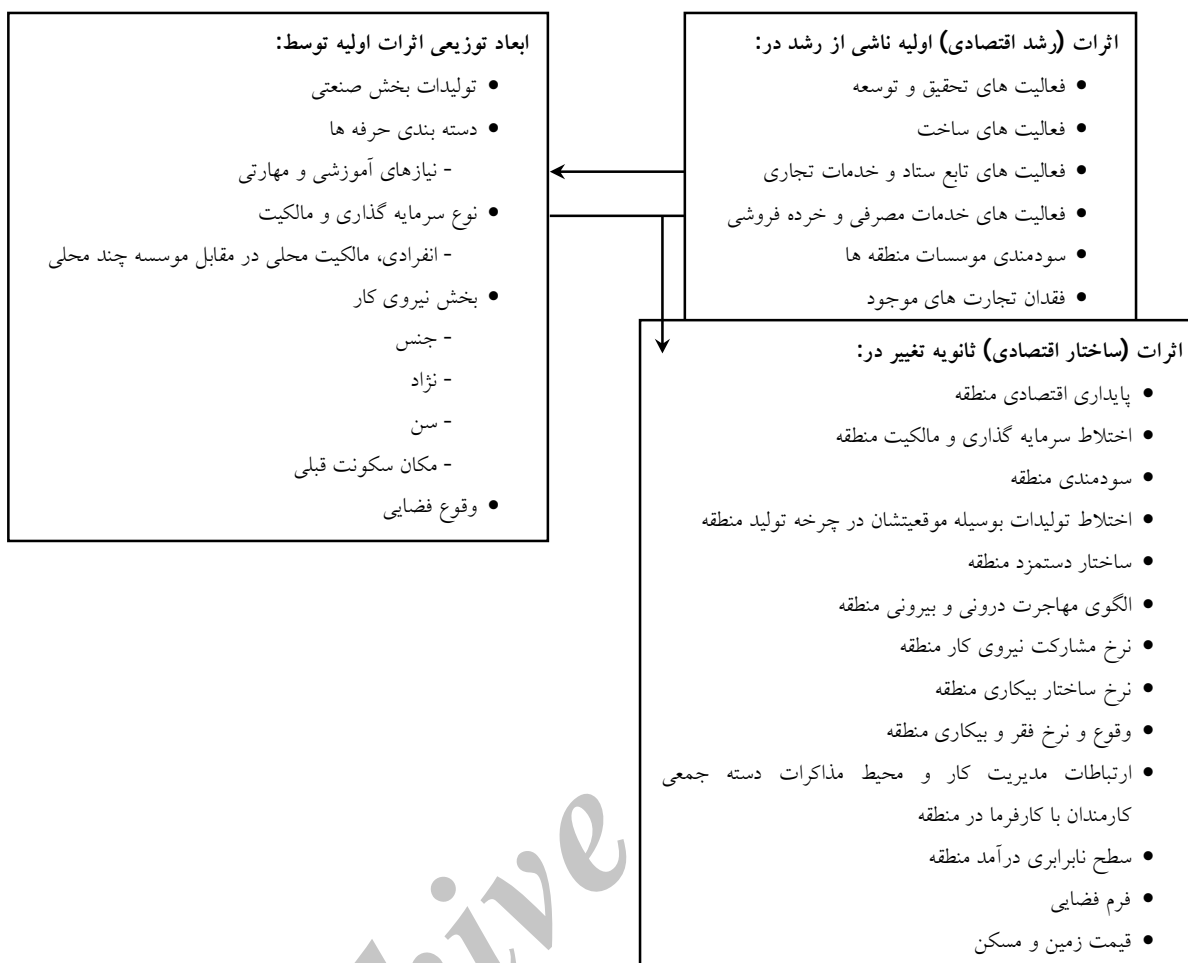 اثرات (رشد اقتصادی) اولیه ناشی از رشد در:
• فعالیت های تحقیق و توسعه
• فعالیت های ساخت
• فعالیت های تابع ستاد و خدمات تجاری
• فعالیت های خدمات مصرفی و خرده فروشی
• سودمندی موسسات منطقه ها
• فقدان تجارت های موجود
ابعاد توزیعی اثرات اولیه توسط:
• تولیدات بخش صنعتی
• دسته بندی حرفه ها
- نیازهای آموزشی و مهارتی
• نوع سرمایه گذاری و مالکیت
- انفرادی، مالکیت محلی در مقابل موسسه چند محلی
• بخش نیروی کار
- جنس
- نژاد
- سن
- مکان سکونت قبلی
• وقوع فضایی
اثرات (ساختار اقتصادی) ثانویه تغییر در:
• پایداری اقتصادی منطقه
• اختلاط سرمایه گذاری و مالکیت منطقه
• سودمندی منطقه
• اختلاط تولیدات بوسیله موقعیتشان در چرخه تولید منطقه
• ساختار دستمزد منطقه
• الگوی مهاجرت درونی و بیرونی منطقه
• نرخ مشارکت نیروی کار منطقه
• نرخ ساختار بیکاری منطقه
• وقوع و نرخ فقر و بیکاری منطقه
• ارتباطات مدیریت کار و محیط مذاکرات دسته جمعی
کارمندان با کارفرما در منطقه
• سطح نابرابری درآمد منطقه
• فرم فضایی
• قیمت زمین و مسکن
hive